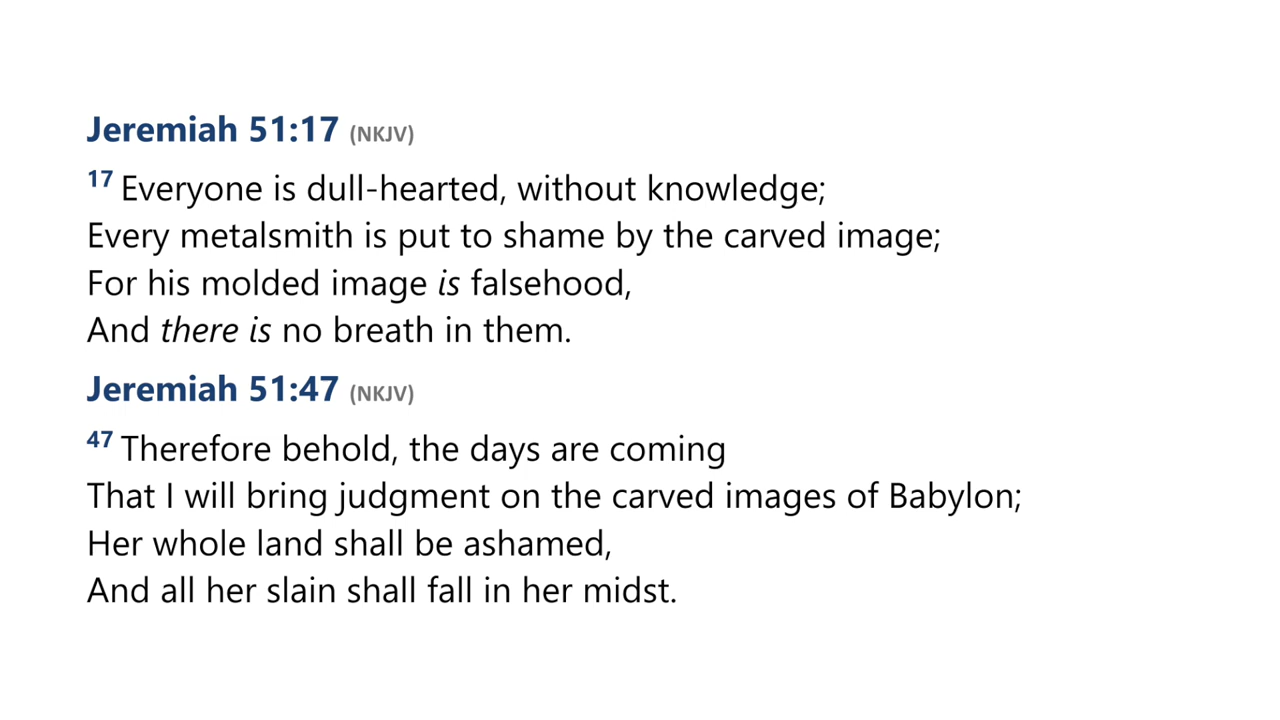 Jeremiah 51:17 (NKJV)
17 Everyone is dull-hearted, without knowledge;
Every metalsmith is put to shame by the carved image;
For his molded image is falsehood,
And there is no breath in them.
Jeremiah 51:47 (NKJV)
47 Therefore behold, the days are coming
That I will bring judgment on the carved images of Babylon;
Her whole land shall be ashamed,
And all her slain shall fall in her midst.